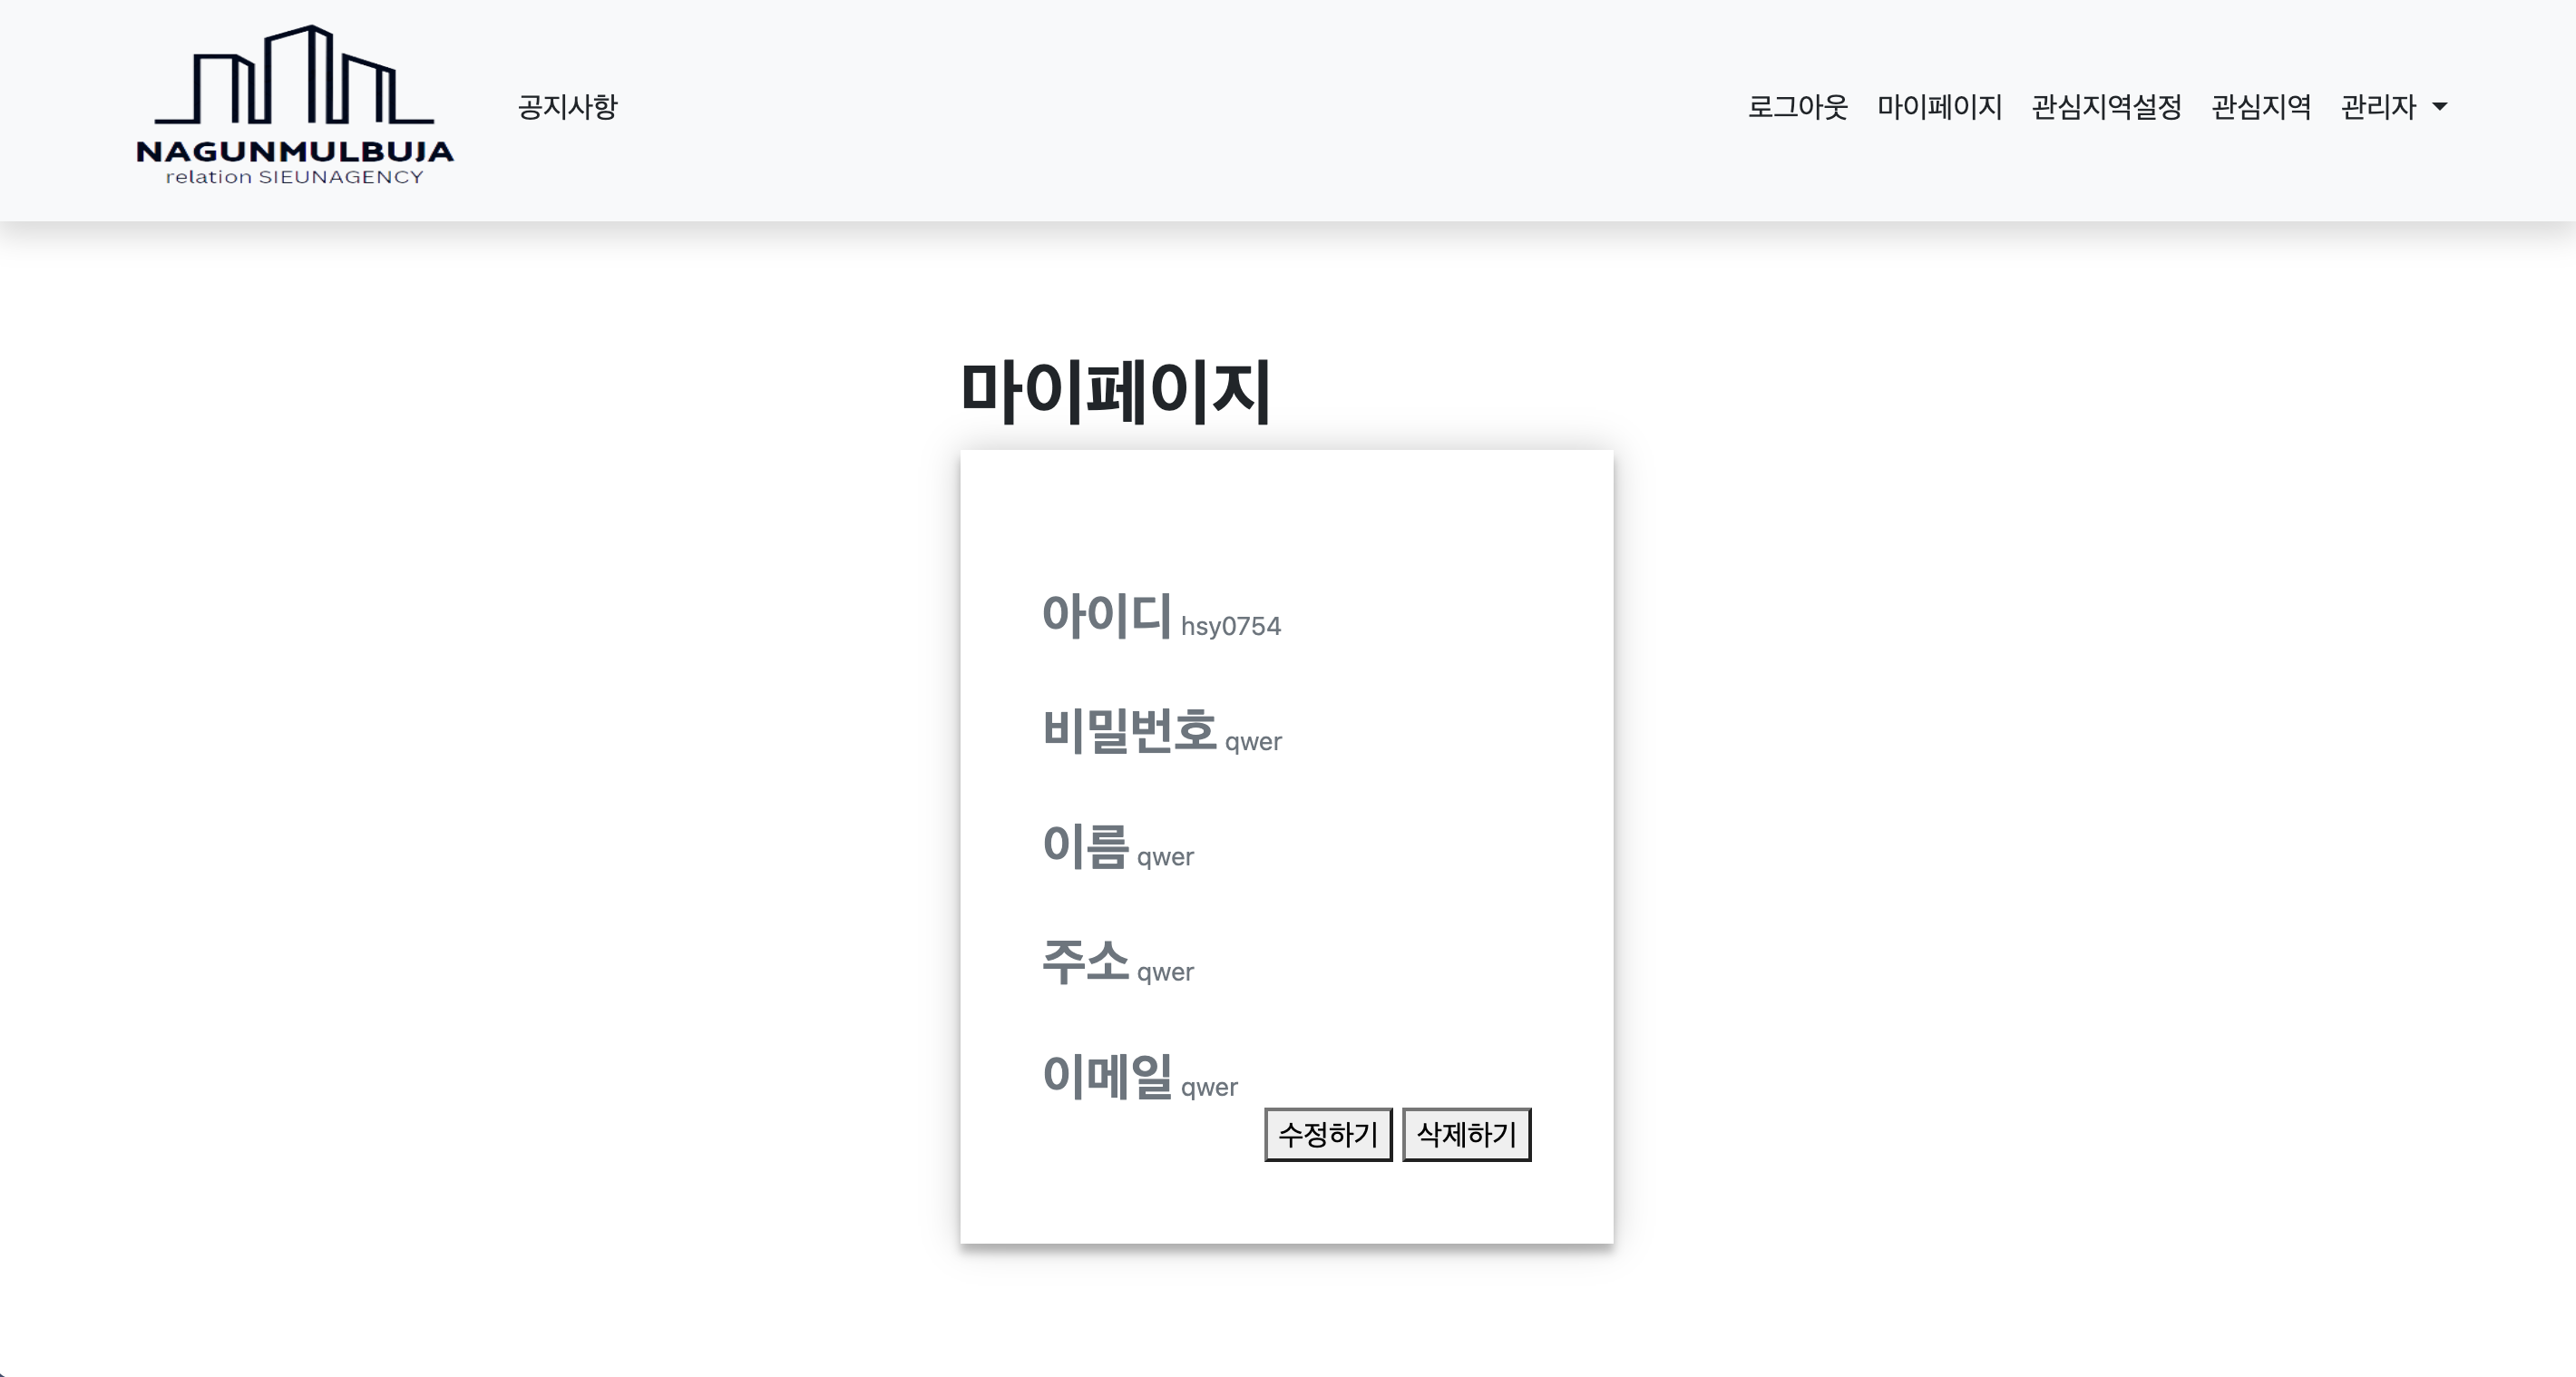 NAGUNMULBUJA
relation SIEUNAGENCY
공지사항
로그아웃 마이페이지 관심지역설정 관심지역 관리자
마이페이지
아이디 hsy0754
비밀번호 qwer
이름 qwer
주소 qwer
이메일 qwer
수정하기 삭제하기